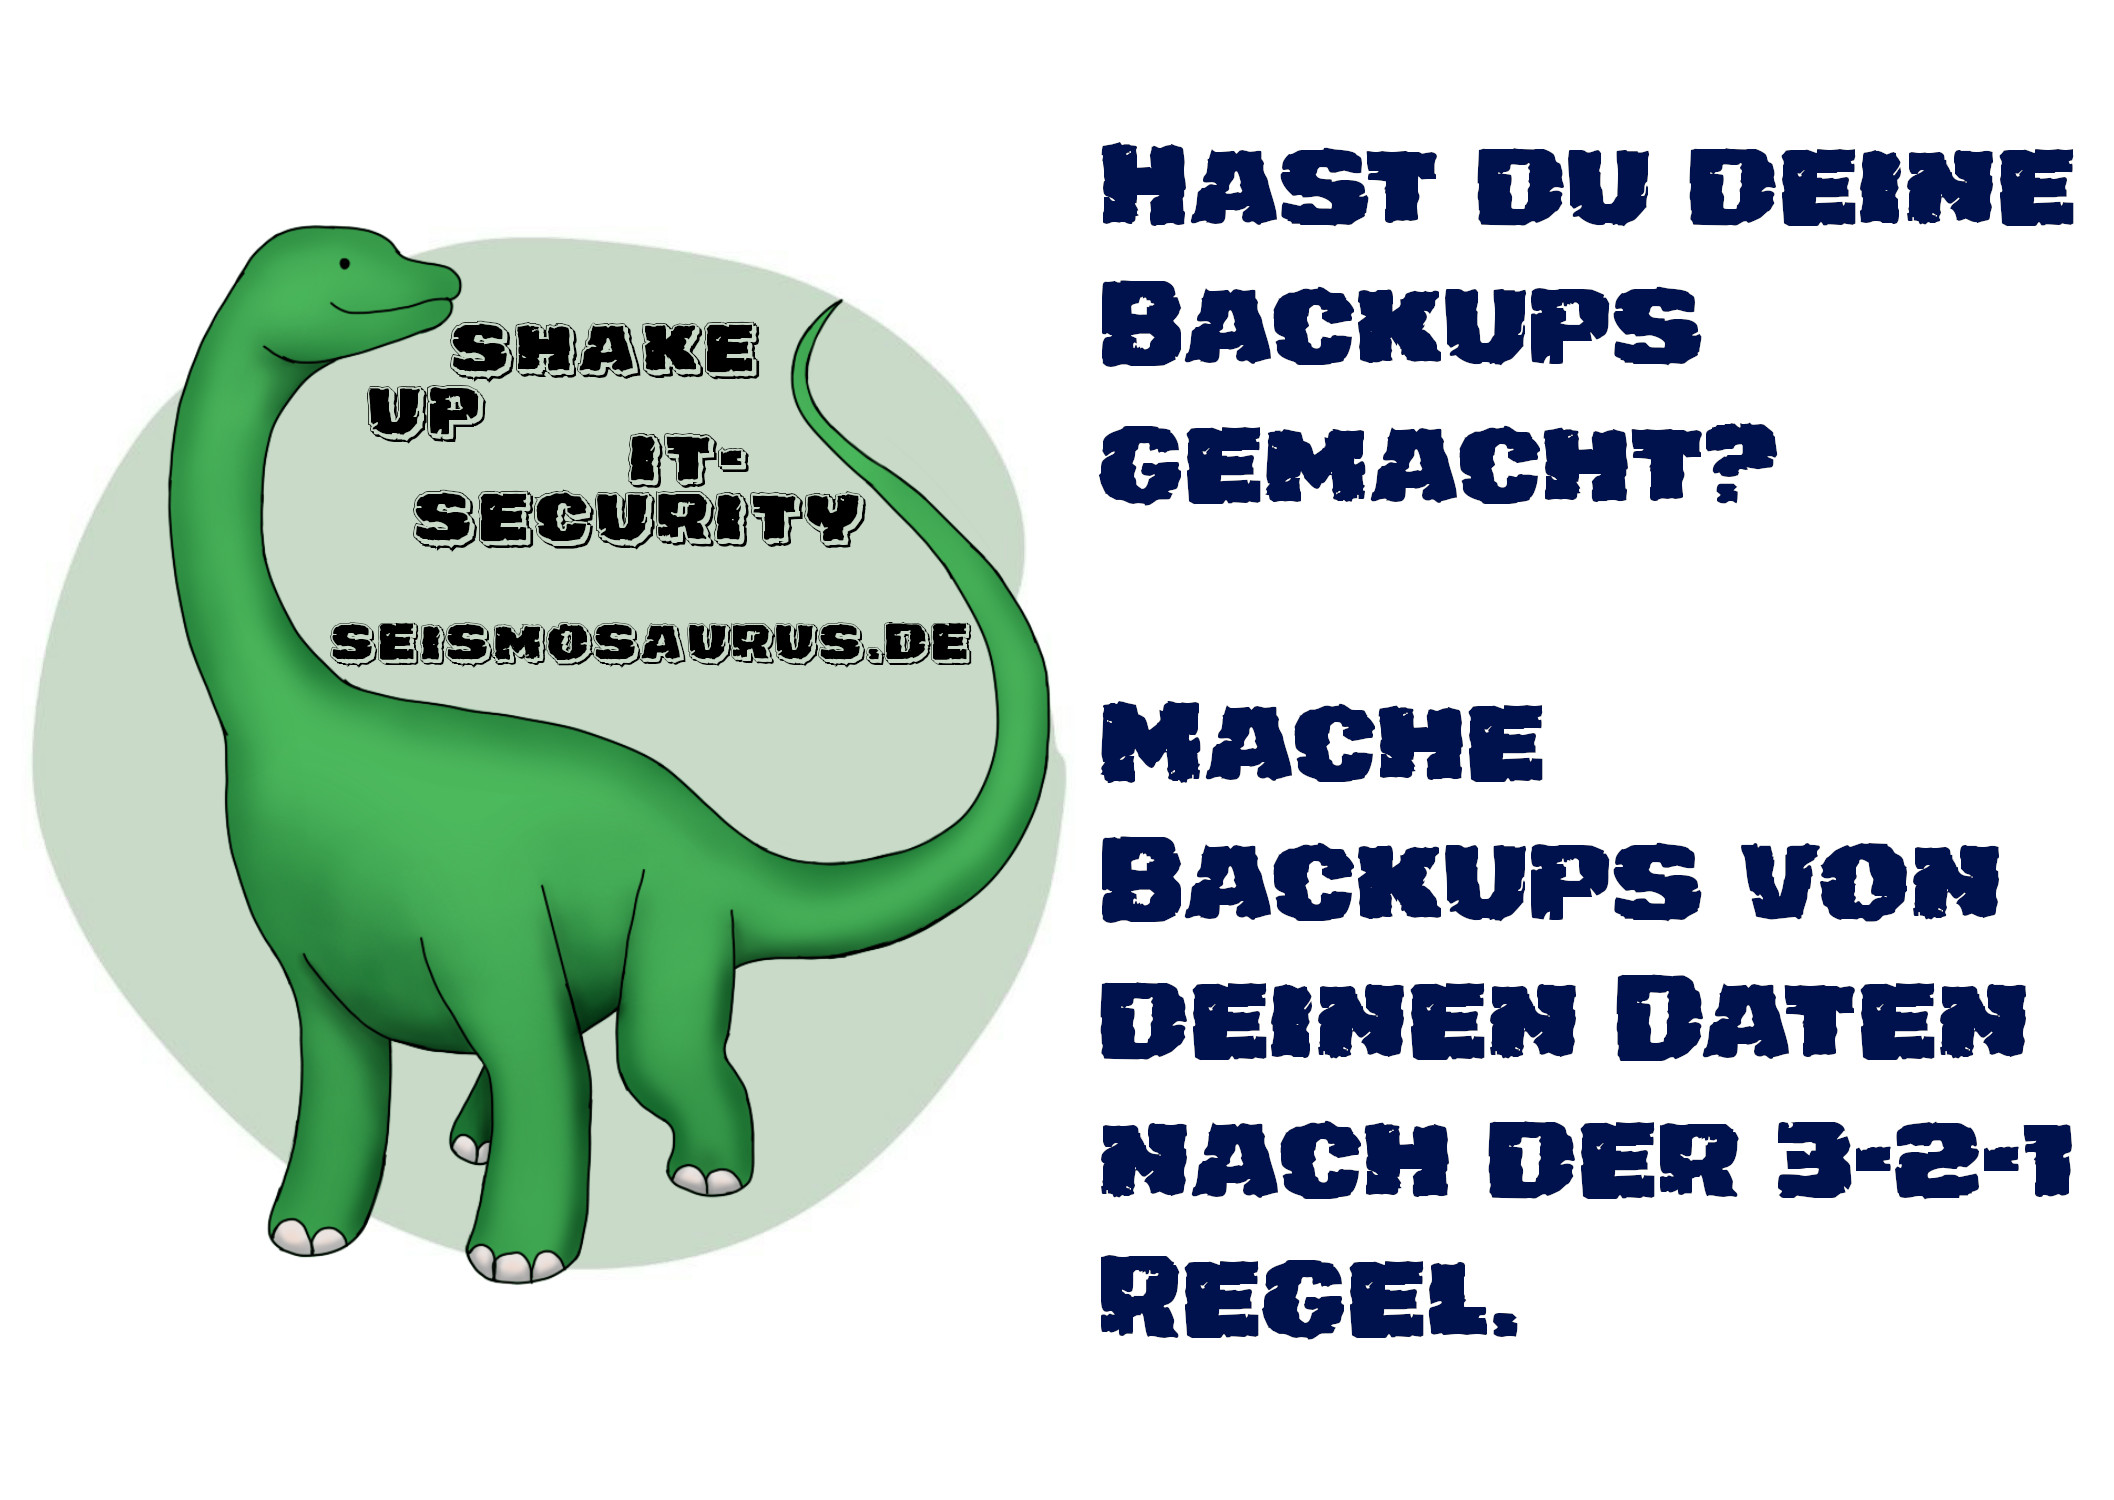 Shake
up
IT-
Security
seismosaurus.de
Hast du deine
Backups
gemacht?
Mache
Backups von
deinen Daten
nach der 3-2-1
Regel.